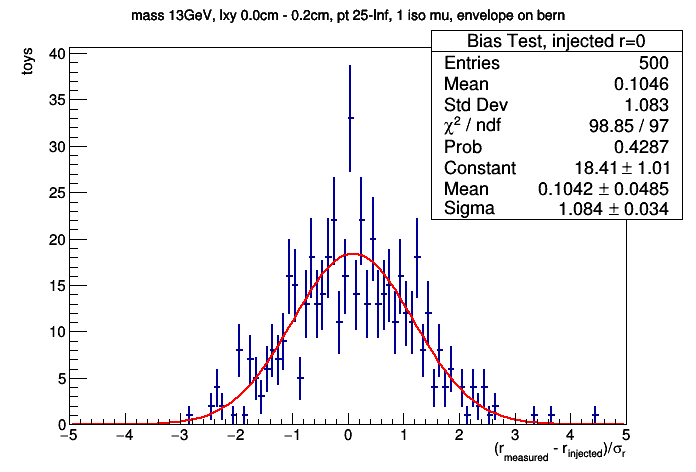 mass 13GeV, lxy 0.0cm - 0.2cm, pt 25-Inf, 1 iso mu, envelope on bern
Bias Test, injected r=0
Entries 500
Mean 0.1046
Std Dev 1.083
χ² / ndf 98.85 / 97
Prob 0.4287
Constant 18.41 ± 1.01
Mean 0.1042 ± 0.0485
Sigma 1.084 ± 0.034
toys
40
35
30
25
20
15
10
5
0
−5 −4 −3 −2 −1 0 1 2 3 4 5
(r_measured - r_injected)/σ_r